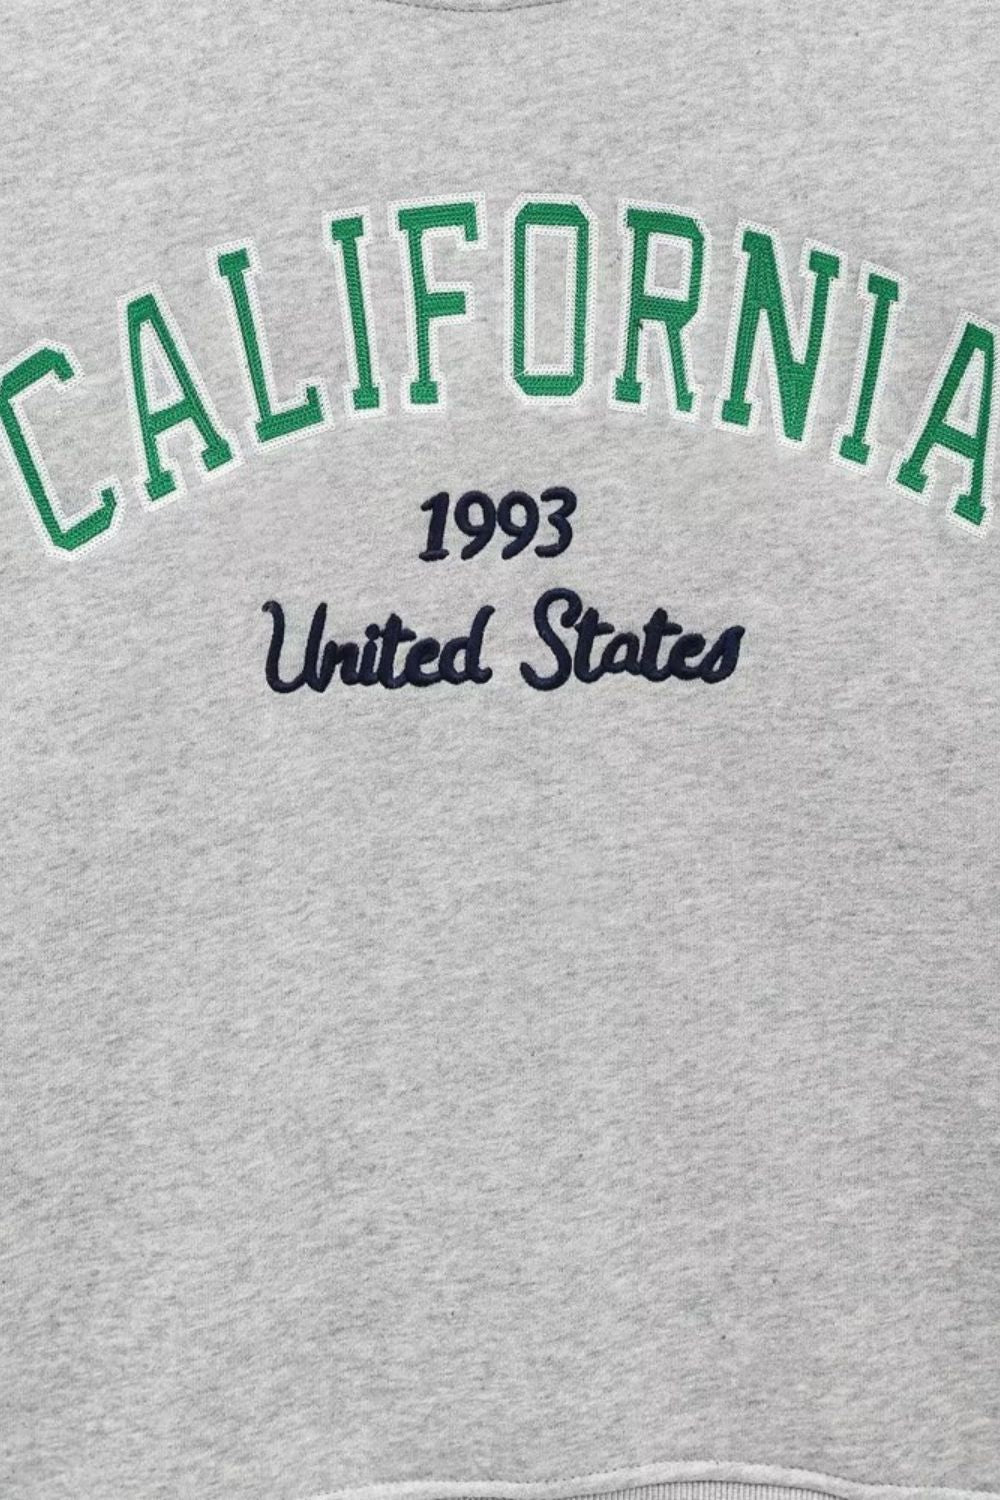 CALIFORNIA
1993
United States